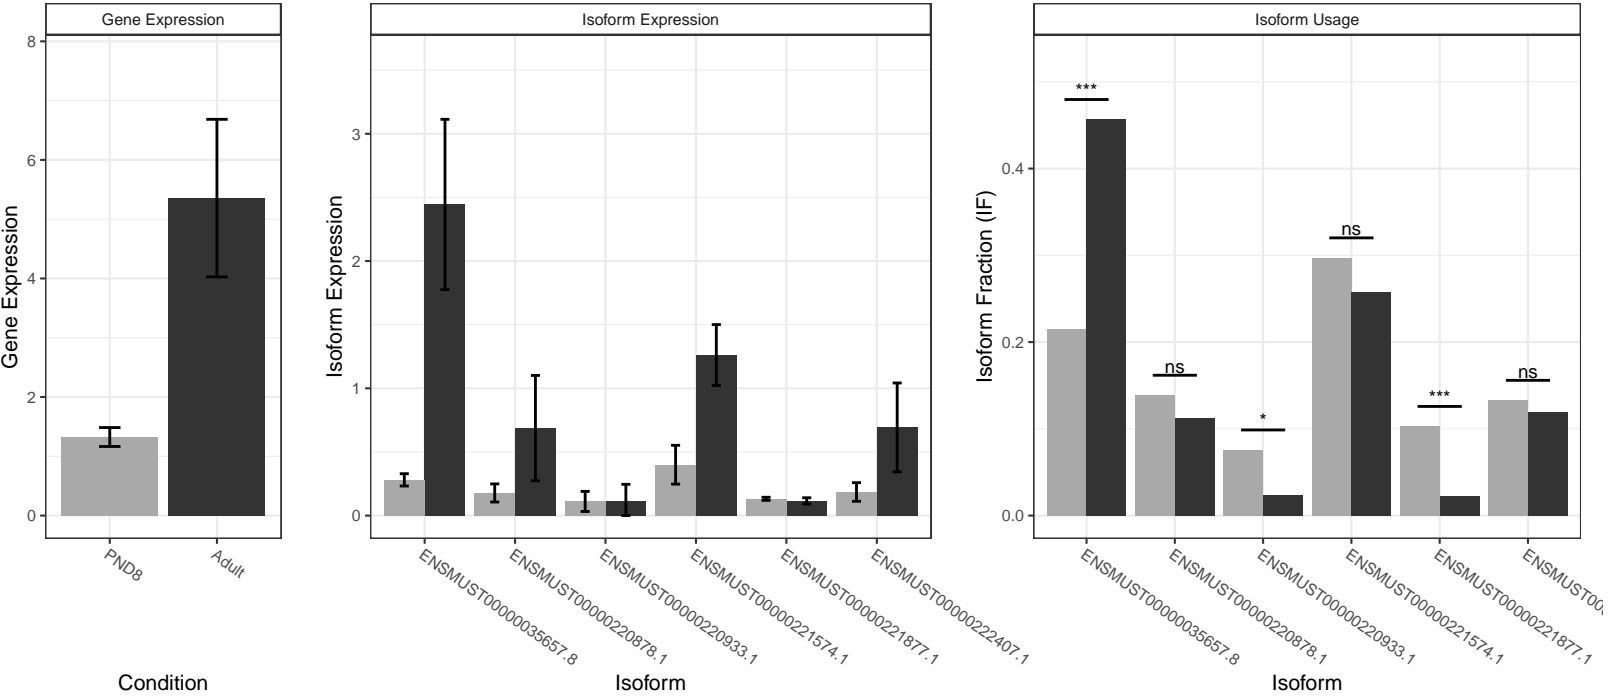 Gene Expression
Gene Expression
8
6
4
2
0
PND8
Adult
Condition
Isoform Expression
Isoform Expression
3
2
1
0
ENSMUST00000035657.8
ENSMUST00000220878.1
ENSMUST00000220933.1
ENSMUST00000221574.1
ENSMUST00000221877.1
ENSMUST00000222407.1
Isoform
Isoform Usage
Isoform Fraction (IF)
0.4
0.2
0.0
***
ns
*
ns
***
ns
ENSMUST00000035657.8
ENSMUST00000220878.1
ENSMUST00000220933.1
ENSMUST00000221574.1
ENSMUST00000221877.1
Isoform